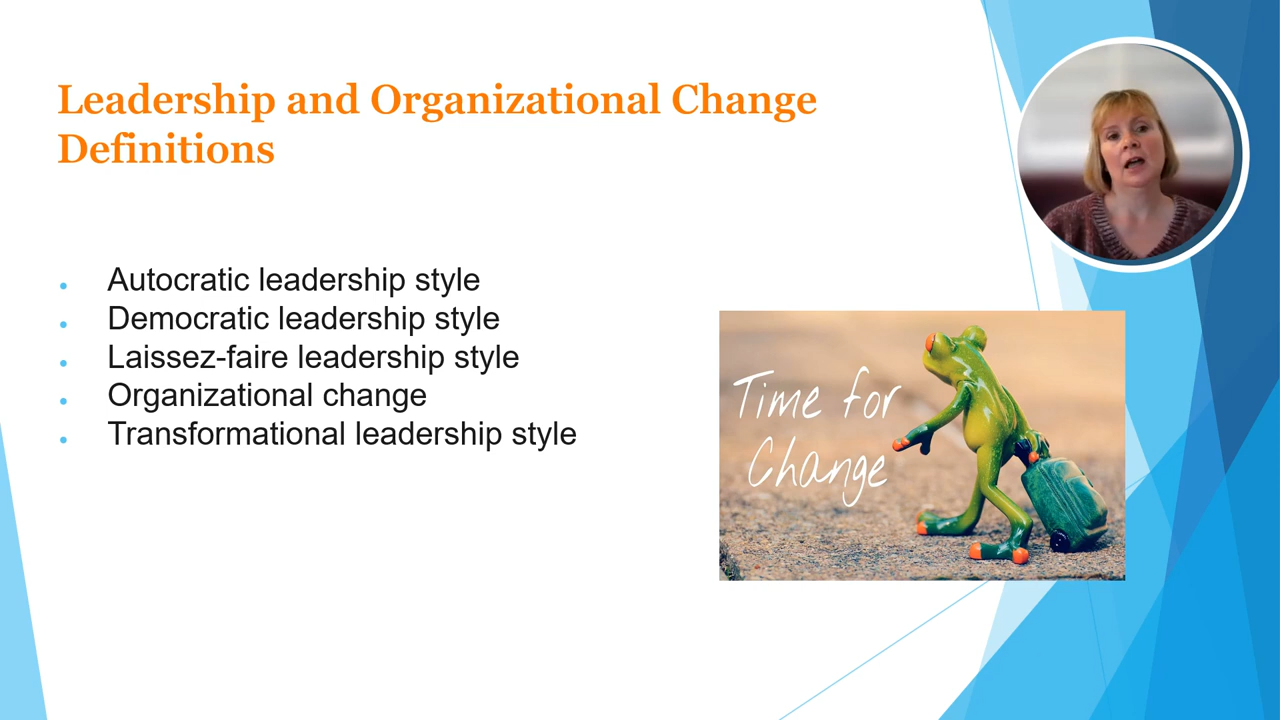 Leadership and Organizational Change
Definitions
Autocratic leadership style
Democratic leadership style
Laissez-faire leadership style
Organizational change
Transformational leadership style
Time for
Change